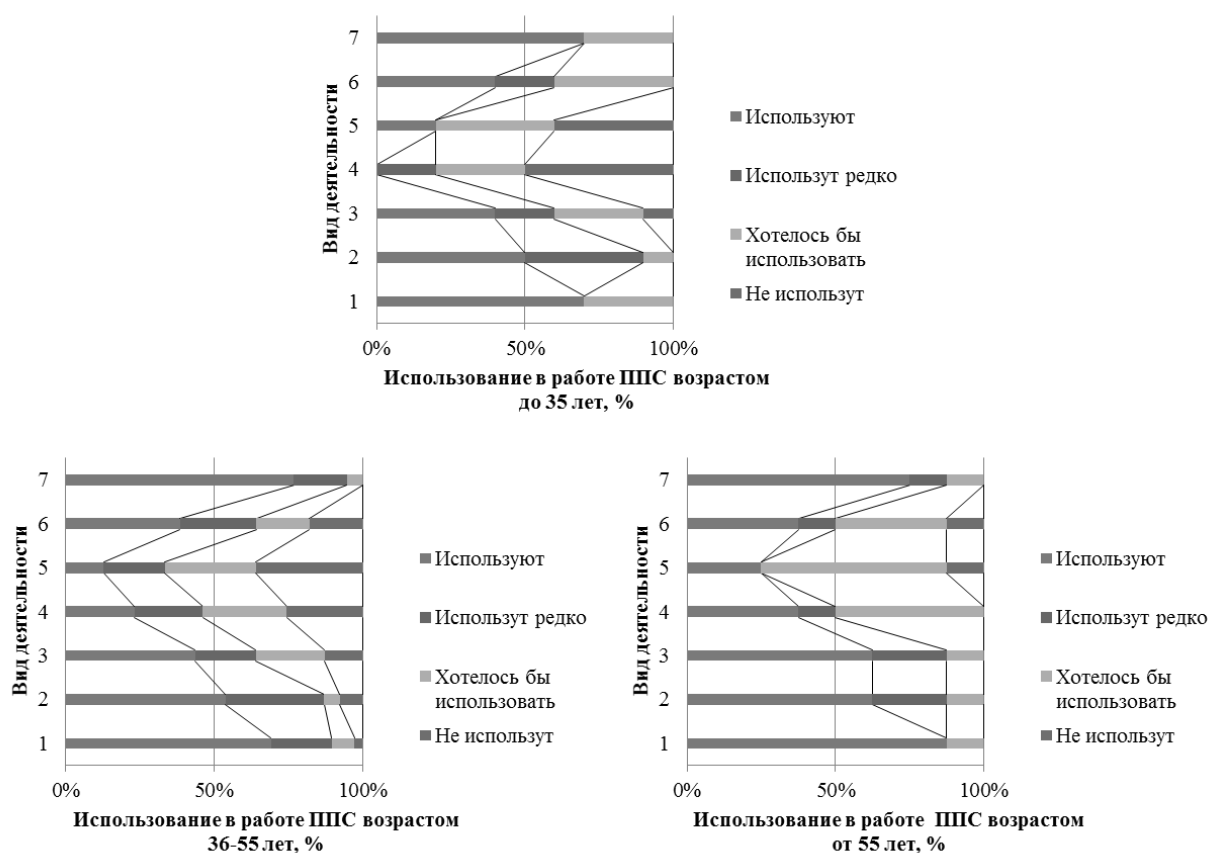 Вид деятельности
7
6
5
4
3
2
1
0%
50%
100%
Использование в работе ППС возрастом
до 35 лет, %
Используют
Использут редко
Хотелось бы
использовать
Не использут
Вид деятельности
7
6
5
4
3
2
1
0%
50%
100%
Использование в работе ППС возрастом
36-55 лет, %
Используют
Использут редко
Хотелось бы
использовать
Не использут
Вид деятельности
7
6
5
4
3
2
1
0%
50%
100%
Использование в работе ППС возрастом
от 55 лет, %
Используют
Использут редко
Хотелось бы
использовать
Не использут